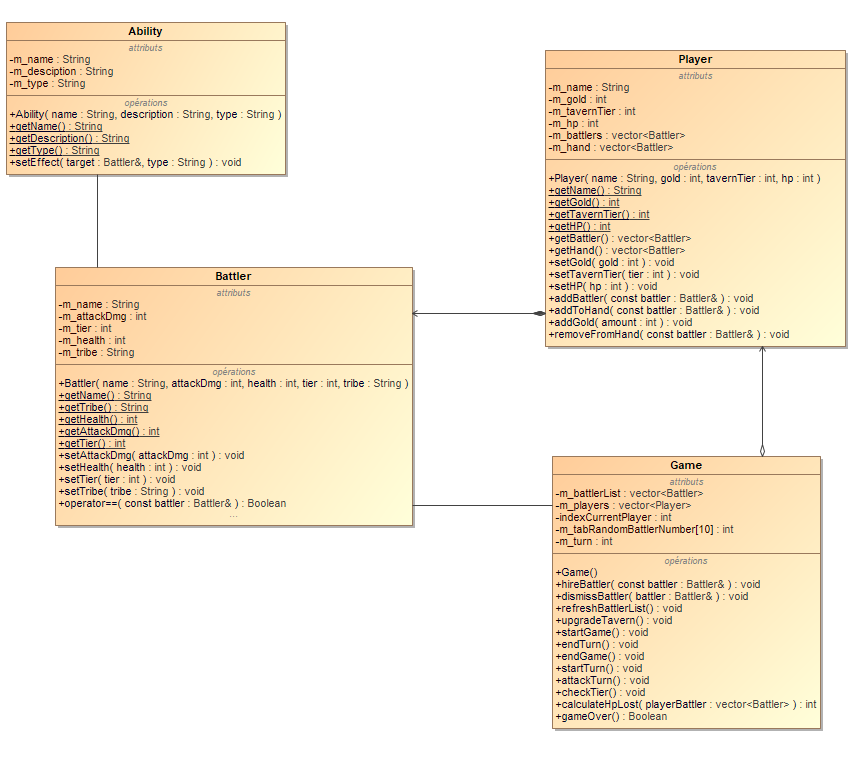 Ability
attributs
-m_name : String
-m_desciption : String
-m_type : String
opérations
+Ability( name : String, description : String, type : String )
+getName() : String
+getDescription() : String
+getType() : String
+setEffect( target : Battler&, type : String ) : void
Player
attributs
-m_name : String
-m_gold : int
-m_tavernTier : int
-m_hp : int
-m_battlers : vector<Battler>
-m_hand : vector<Battler>
opérations
+Player( name : String, gold : int, tavernTier : int, hp : int )
+getName() : String
+getGold() : int
+getTavernTier() : int
+getHP() : int
+getBattler() : vector<Battler>
+getHand() : vector<Battler>
+setGold( gold : int ) : void
+setTavernTier( tier : int ) : void
+setHP( hp : int ) : void
+addBattler( const battler : Battler& ) : void
+addToHand( const battler : Battler& ) : void
+addGold( amount : int ) : void
+removeFromHand( const battler : Battler& ) : void
Battler
attributs
-m_name : String
-m_attackDmg : int
-m_tier : int
-m_health : int
-m_tribe : String
opérations
+Battler( name : String, attackDmg : int, health : int, tier : int, tribe : String )
+getName() : String
+getTribe() : String
+getHealth() : int
+getAttackDmg() : int
+getTier() : int
+setAttackDmg( attackDmg : int ) : void
+setHealth( health : int ) : void
+setTier( tier : int ) : void
+setTribe( tribe : String ) : void
+operator==( const battler : Battler& ) : Boolean
...
Game
attributs
-m_battlerList : vector<Battler>
-m_players : vector<Player>
-indexCurrentPlayer : int
-m_tabRandomBattlerNumber[10] : int
-m_turn : int
opérations
+Game()
+hireBattler( const battler : Battler& ) : void
+dismissBattler( battler : Battler& ) : void
+refreshBattlerList() : void
+upgradeTavern() : void
+startGame() : void
+endTurn() : void
+endGame() : void
+startTurn() : void
+attackTurn() : void
+checkTier() : void
+calculateHpLost( playerBattler : vector<Battler> ) : int
+gameOver() : Boolean